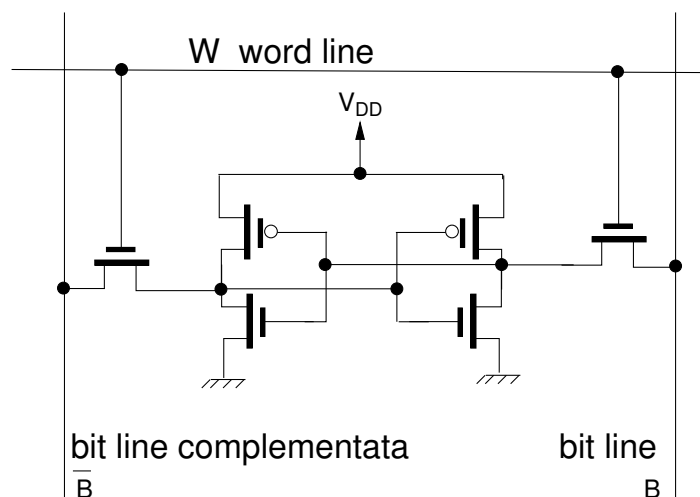 W word line
V_DD
bit line complementata
bit line
B̅
B